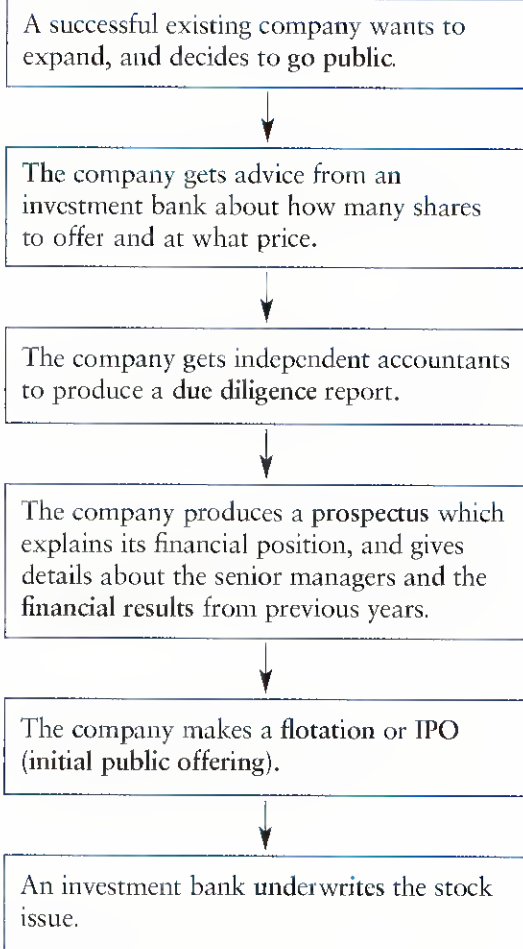 A successful existing company wants to
expand, and decides to go public.
The company gets advice from an
investment bank about how many shares
to offer and at what price.
The company gets independent accountants
to produce a due diligence report.
The company produces a prospectus which
explains its financial position, and gives
details about the senior managers and the
financial results from previous years.
The company makes a flotation or IPO
(initial public offering).
An investment bank underwrites the stock
issue.